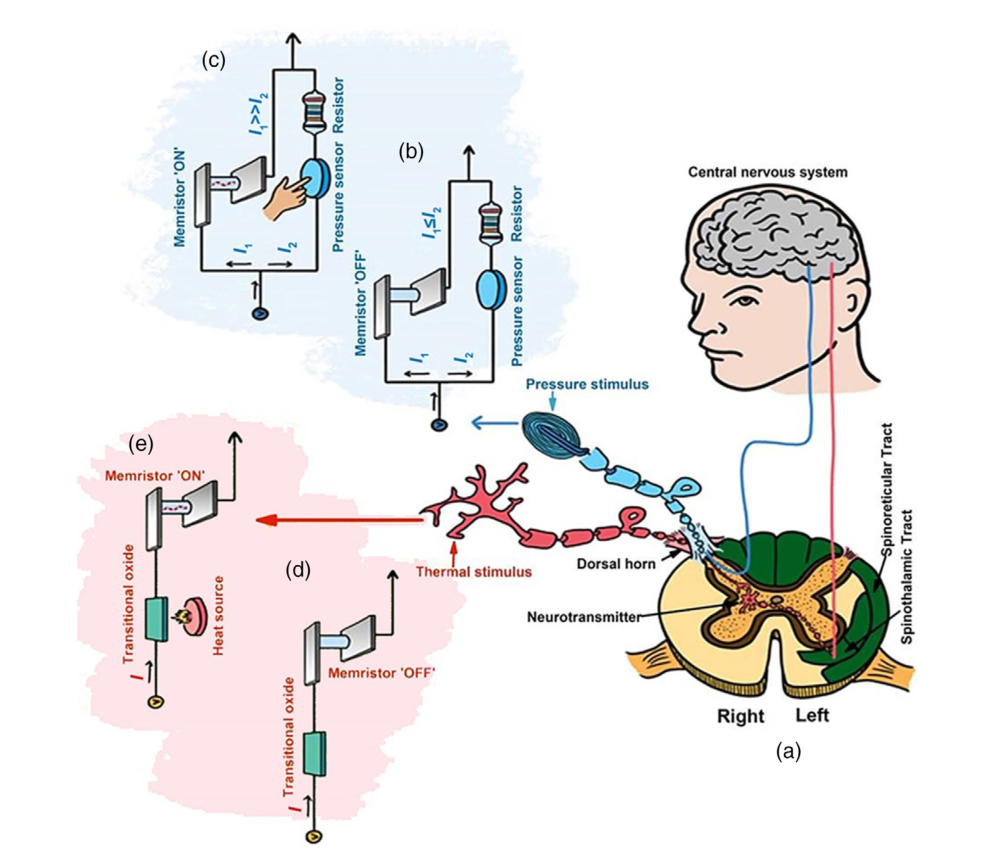 (c)
I₁>>I₂
Resistor
Memristor 'ON'
Pressure sensor
I₁
I₂
V
(b)
I₁≤I₂
Resistor
Memristor 'OFF'
Pressure sensor
I₁
I₂
V
Central nervous system
Pressure stimulus
(e)
Memristor 'ON'
Transitional oxide
Heat source
I
V
Thermal stimulus
(d)
Memristor 'OFF'
Transitional oxide
I
V
Dorsal horn
Neurotransmitter
Spinoreticular Tract
Spinothalamic Tract
Right
Left
(a)